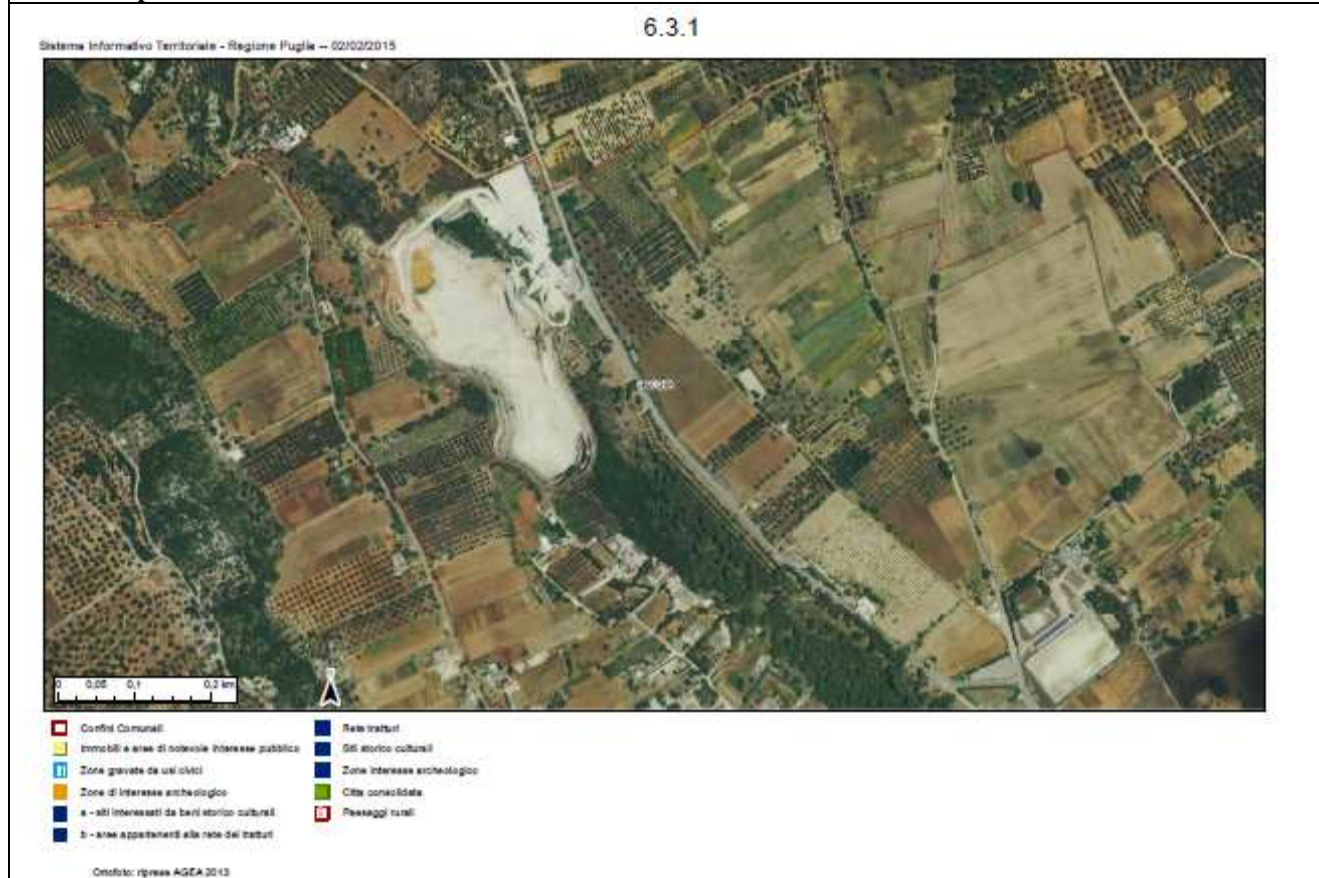 6.3.1
Sistema Informativo Territoriale - Regione Puglia -- 02/02/2015
0 0,05 0,1 0,2 km
Confini Comunali
Immobili e aree di notevole interesse pubblico
Zone gravate da usi civici
Zone di interesse archeologico
a - siti interessati da beni storico culturali
b - aree appartenenti alla rete dei tratturi
Rete tratturi
Siti storico culturali
Zone interesse archeologico
Citta consolidata
Paesaggi rurali
Ortofoto: riprese AGEA 2013